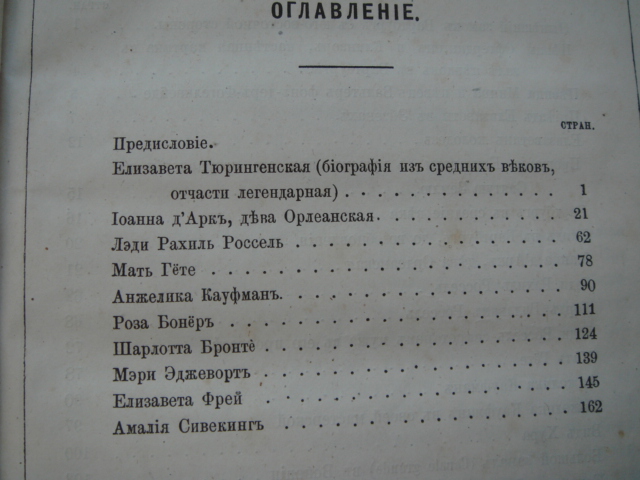 ОГЛАВЛЕНІЕ.
СТРАН.
Предисловіе.
Елизавета Тюрингенская (біографія изъ среднихъ вѣковъ,
отчасти легендарная) . . . . . . . . . . . . . . 1
Іоанна д'Аркъ, дѣва Орлеанская. . . . . . . . . . . . 21
Лэди Рахиль Россель . . . . . . . . . . . . . . . . . 62
Мать Гёте . . . . . . . . . . . . . . . . . . . . . . 78
Анжелика Кауфманъ. . . . . . . . . . . . . . . . . . 90
Роза Бонёръ . . . . . . . . . . . . . . . . . . . . 111
Шарлотта Бронтё . . . . . . . . . . . . . . . . . . 124
Мэри Эджевортъ . . . . . . . . . . . . . . . . . . 139
Елизавета Фрей . . . . . . . . . . . . . . . . . . 145
Амалія Сивекингъ . . . . . . . . . . . . . . . . . 162